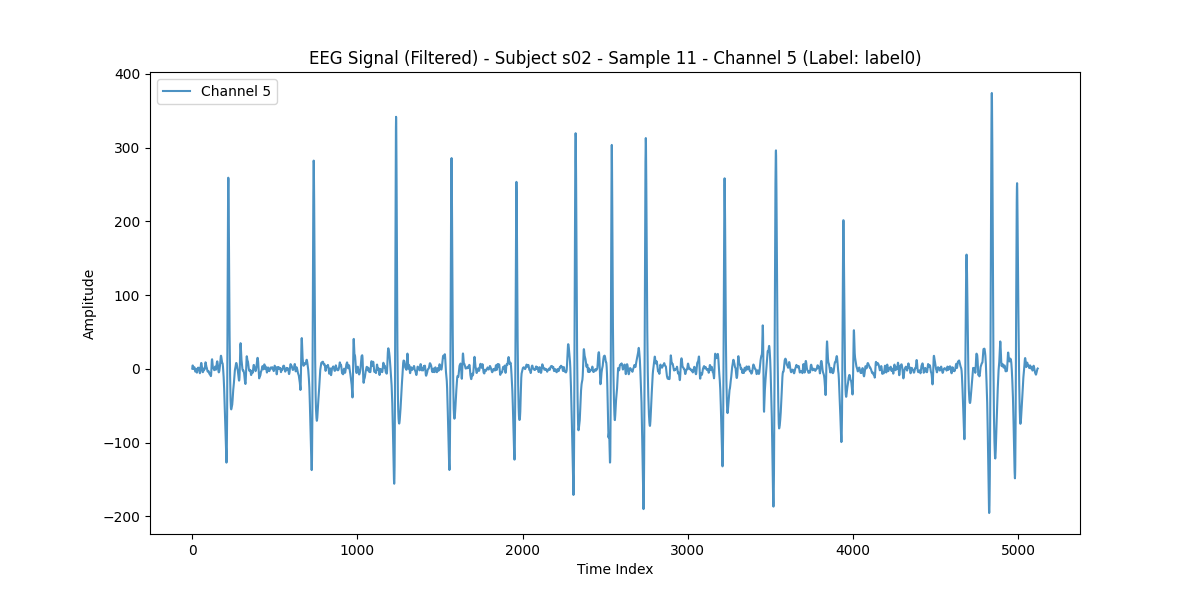 EEG Signal (Filtered) - Subject s02 - Sample 11 - Channel 5 (Label: label0)
Channel 5
400
300
200
100
0
−100
−200
Amplitude
0 1000 2000 3000 4000 5000
Time Index